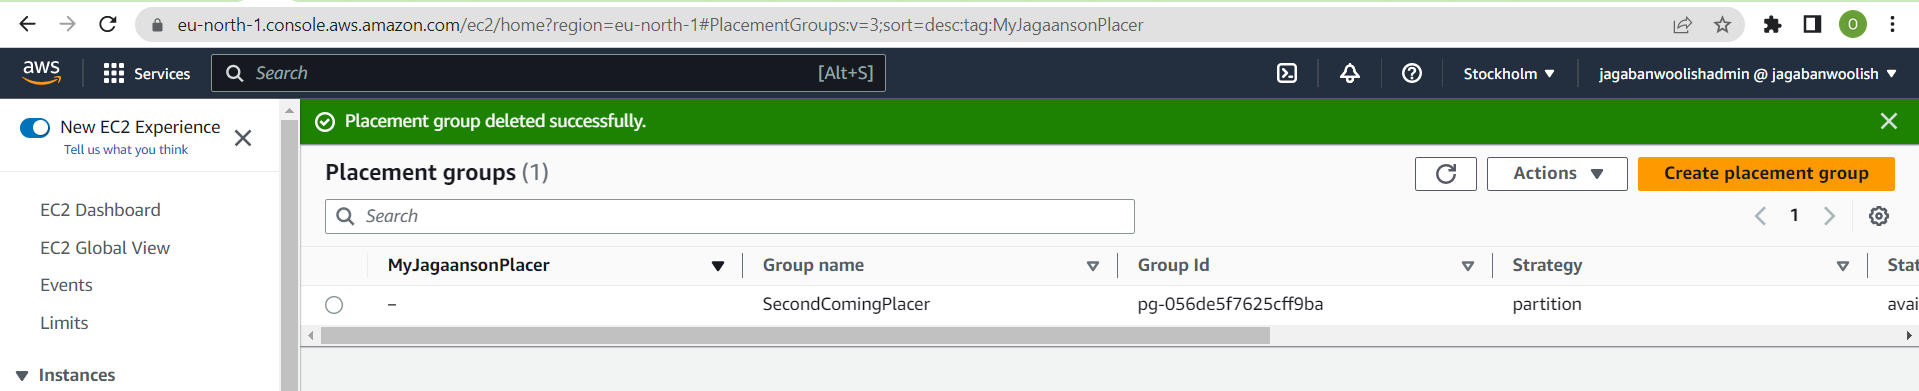 eu-north-1.console.aws.amazon.com/ec2/home?region=eu-north-1#PlacementGroups:v=3;sort=desc:tag:MyJagaansonPlacer
O
aws
Services
Search
[Alt+S]
Stockholm
jagabanwoolishadmin @ jagabanwoolish
New EC2 Experience
Tell us what you think
EC2 Dashboard
EC2 Global View
Events
Limits
Instances
Placement group deleted successfully.
Placement groups (1)
Actions
Create placement group
Search
1
MyJagaansonPlacer Group name Group Id Strategy Stat
– SecondComingPlacer pg-056de5f7625cff9ba partition avai